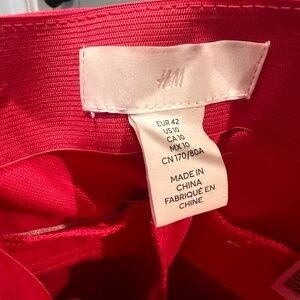 H&M
EUR 42
US 10
CA 10
MX 10
CN 170/80A
MADE IN
CHINA
FABRIQUÉ EN
CHINE